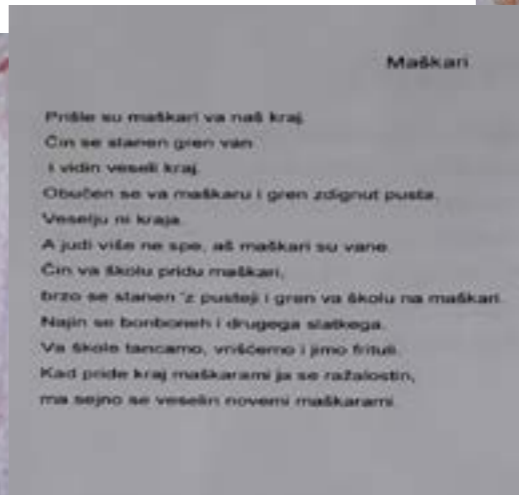 Maškari
Prišle su maškari va naš kraj.
Čin se stanen gren van
i vidin veseli kraj.
Obučen se va maškaru i gren zdignut pusta.
Veselju ni kraja.
A judi više ne spe, aš maškari su vane.
Čin va školu pridu maškari,
brzo se stanen 'z pusteji i gren va školu na maškari.
Najin se bonboneh i drugega slatkega.
Va škole tancamo, vrišćemo i jimo frituli.
Kad pride kraj maškarami ja se ražalostin,
ma sejno se veselin novemi maškarami.